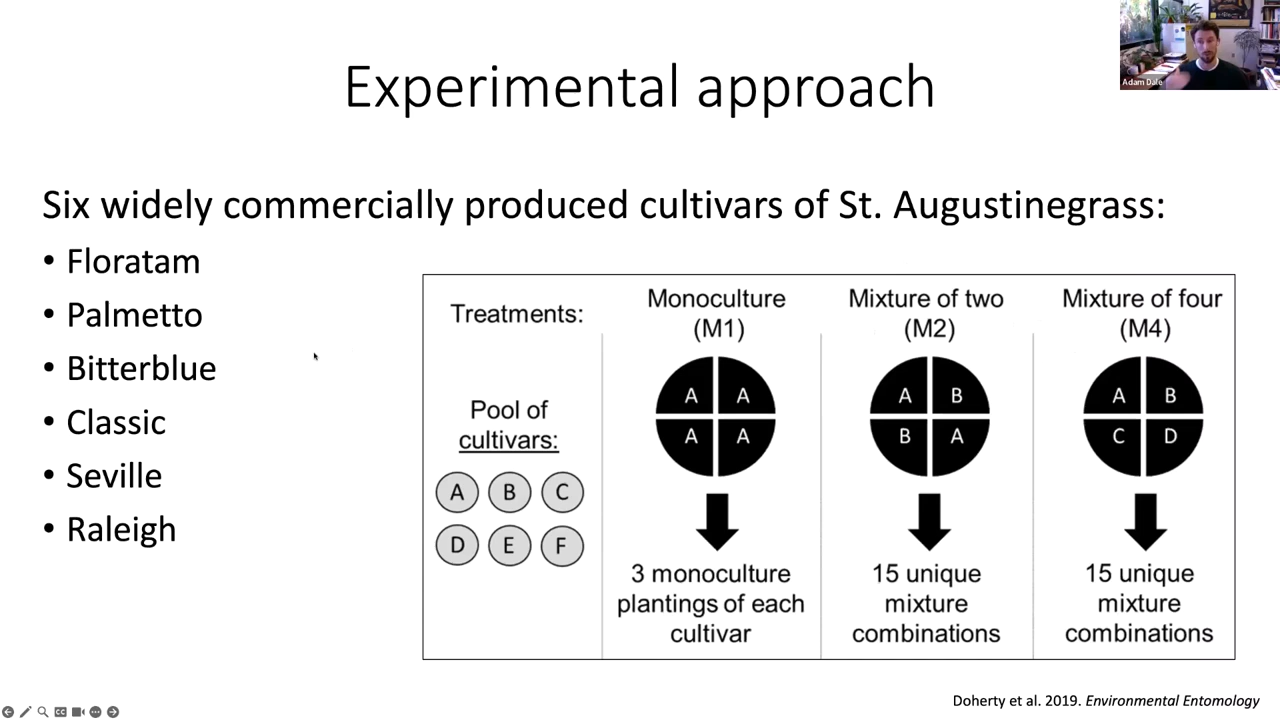 Adam Dale
Experimental approach
Six widely commercially produced cultivars of St. Augustinegrass:
• Floratam
• Palmetto
• Bitterblue
• Classic
• Seville
• Raleigh
Treatments:
Pool of
cultivars:
A B C
D E F
Monoculture
(M1)
A A
A A
3 monoculture
plantings of each
cultivar
Mixture of two
(M2)
A B
B A
15 unique
mixture
combinations
Mixture of four
(M4)
A B
C D
15 unique
mixture
combinations
Doherty et al. 2019. Environmental Entomology
CC